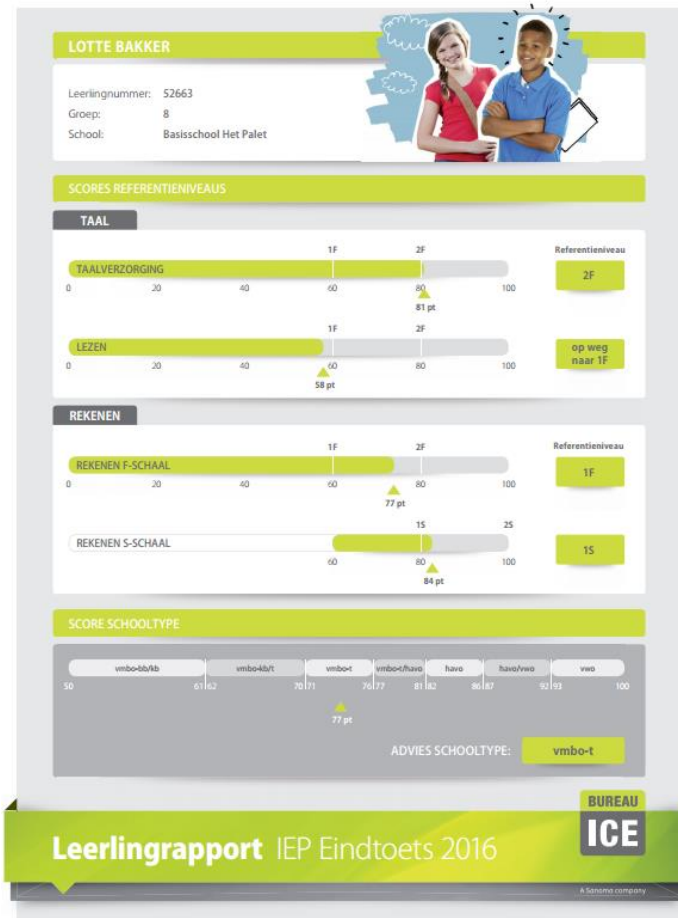 LOTTE BAKKER
Leerlingnummer: 52663
Groep: 8
School: Basisschool Het Palet
SCORES REFERENTIENIVEAUS
TAAL
1F 2F Referentieniveau
TAALVERZORGING 2F
0 20 40 60 80 100
81 pt
1F 2F
LEZEN op weg naar 1F
0 20 40 60 80 100
58 pt
REKENEN
1F 2F Referentieniveau
REKENEN F-SCHAAL 1F
0 20 40 60 80 100
77 pt
1S 2S
REKENEN S-SCHAAL 1S
60 80 100
84 pt
SCORE SCHOOLTYPE
vmbo-bb/kb vmbo-kb/t vmbo-t vmbo-t/havo havo havo/vwo vwo
50 61 62 70 71 76 77 81 82 86 87 92 93 100
77 pt
ADVIES SCHOOLTYPE: vmbo-t
BUREAU
ICE
Leerlingrapport IEP Eindtoets 2016
A Sanoma company